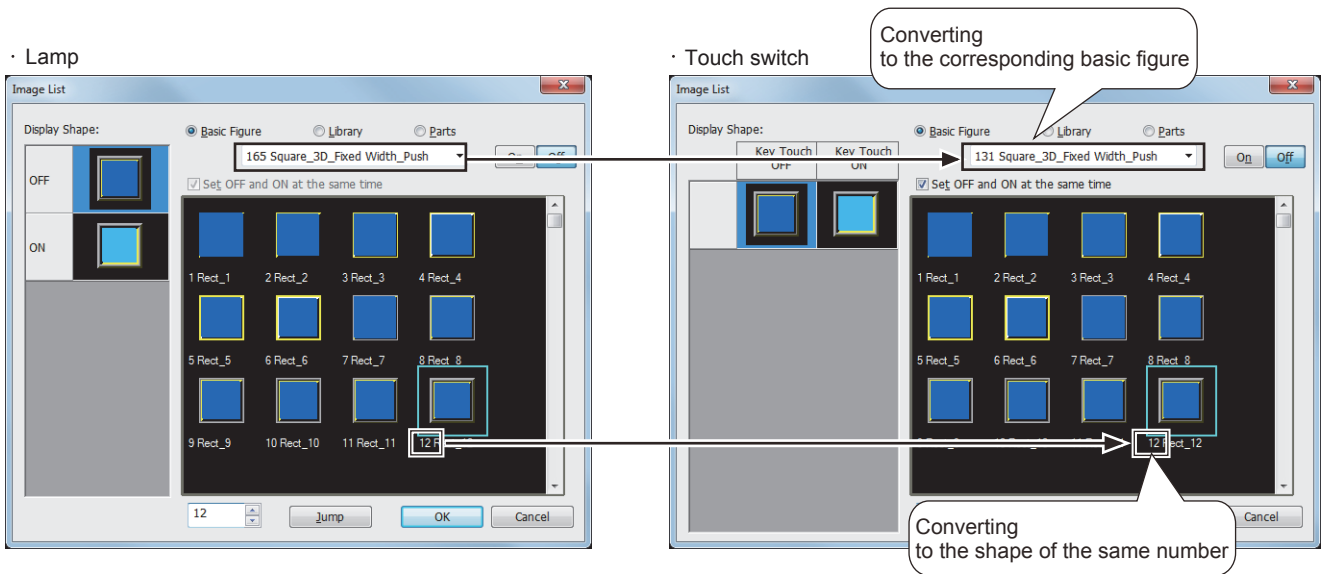 · Lamp
Image List
Display Shape:
OFF
ON
Basic Figure
Library
Parts
165 Square_3D_Fixed Width_Push
Set OFF and ON at the same time
1 Rect_1
2 Rect_2
3 Rect_3
4 Rect_4
5 Rect_5
6 Rect_6
7 Rect_7
8 Rect_8
9 Rect_9
10 Rect_10
11 Rect_11
12
12
Jump
OK
Cancel
· Touch switch
Converting
to the corresponding basic figure
Image List
Display Shape:
Key Touch
OFF
Key Touch
ON
Basic Figure
Library
Parts
131 Square_3D_Fixed Width_Push
On
Off
Set OFF and ON at the same time
1 Rect_1
2 Rect_2
3 Rect_3
4 Rect_4
5 Rect_5
6 Rect_6
7 Rect_7
8 Rect_8
12 Rect_12
Cancel
Converting
to the shape of the same number